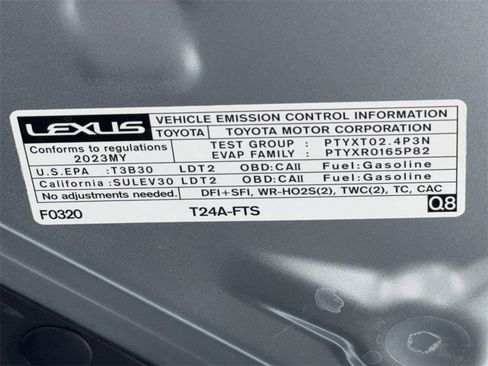 LEXUS VEHICLE EMISSION CONTROL INFORMATION
TOYOTA TOYOTA MOTOR CORPORATION
Conforms to regulations 2023MY
TEST GROUP : PTYXT02.4P3N
EVAP FAMILY : PTYXR0165P82
U.S.EPA :T3B30 LDT2 OBD:CAII Fuel:Gasoline
California :SULEV30 LDT2 OBD:CAII Fuel:Gasoline
No adjustments needed. DFI+SFI, WR-HO2S(2), TWC(2), TC, CAC
F0320 T24A-FTS Q8